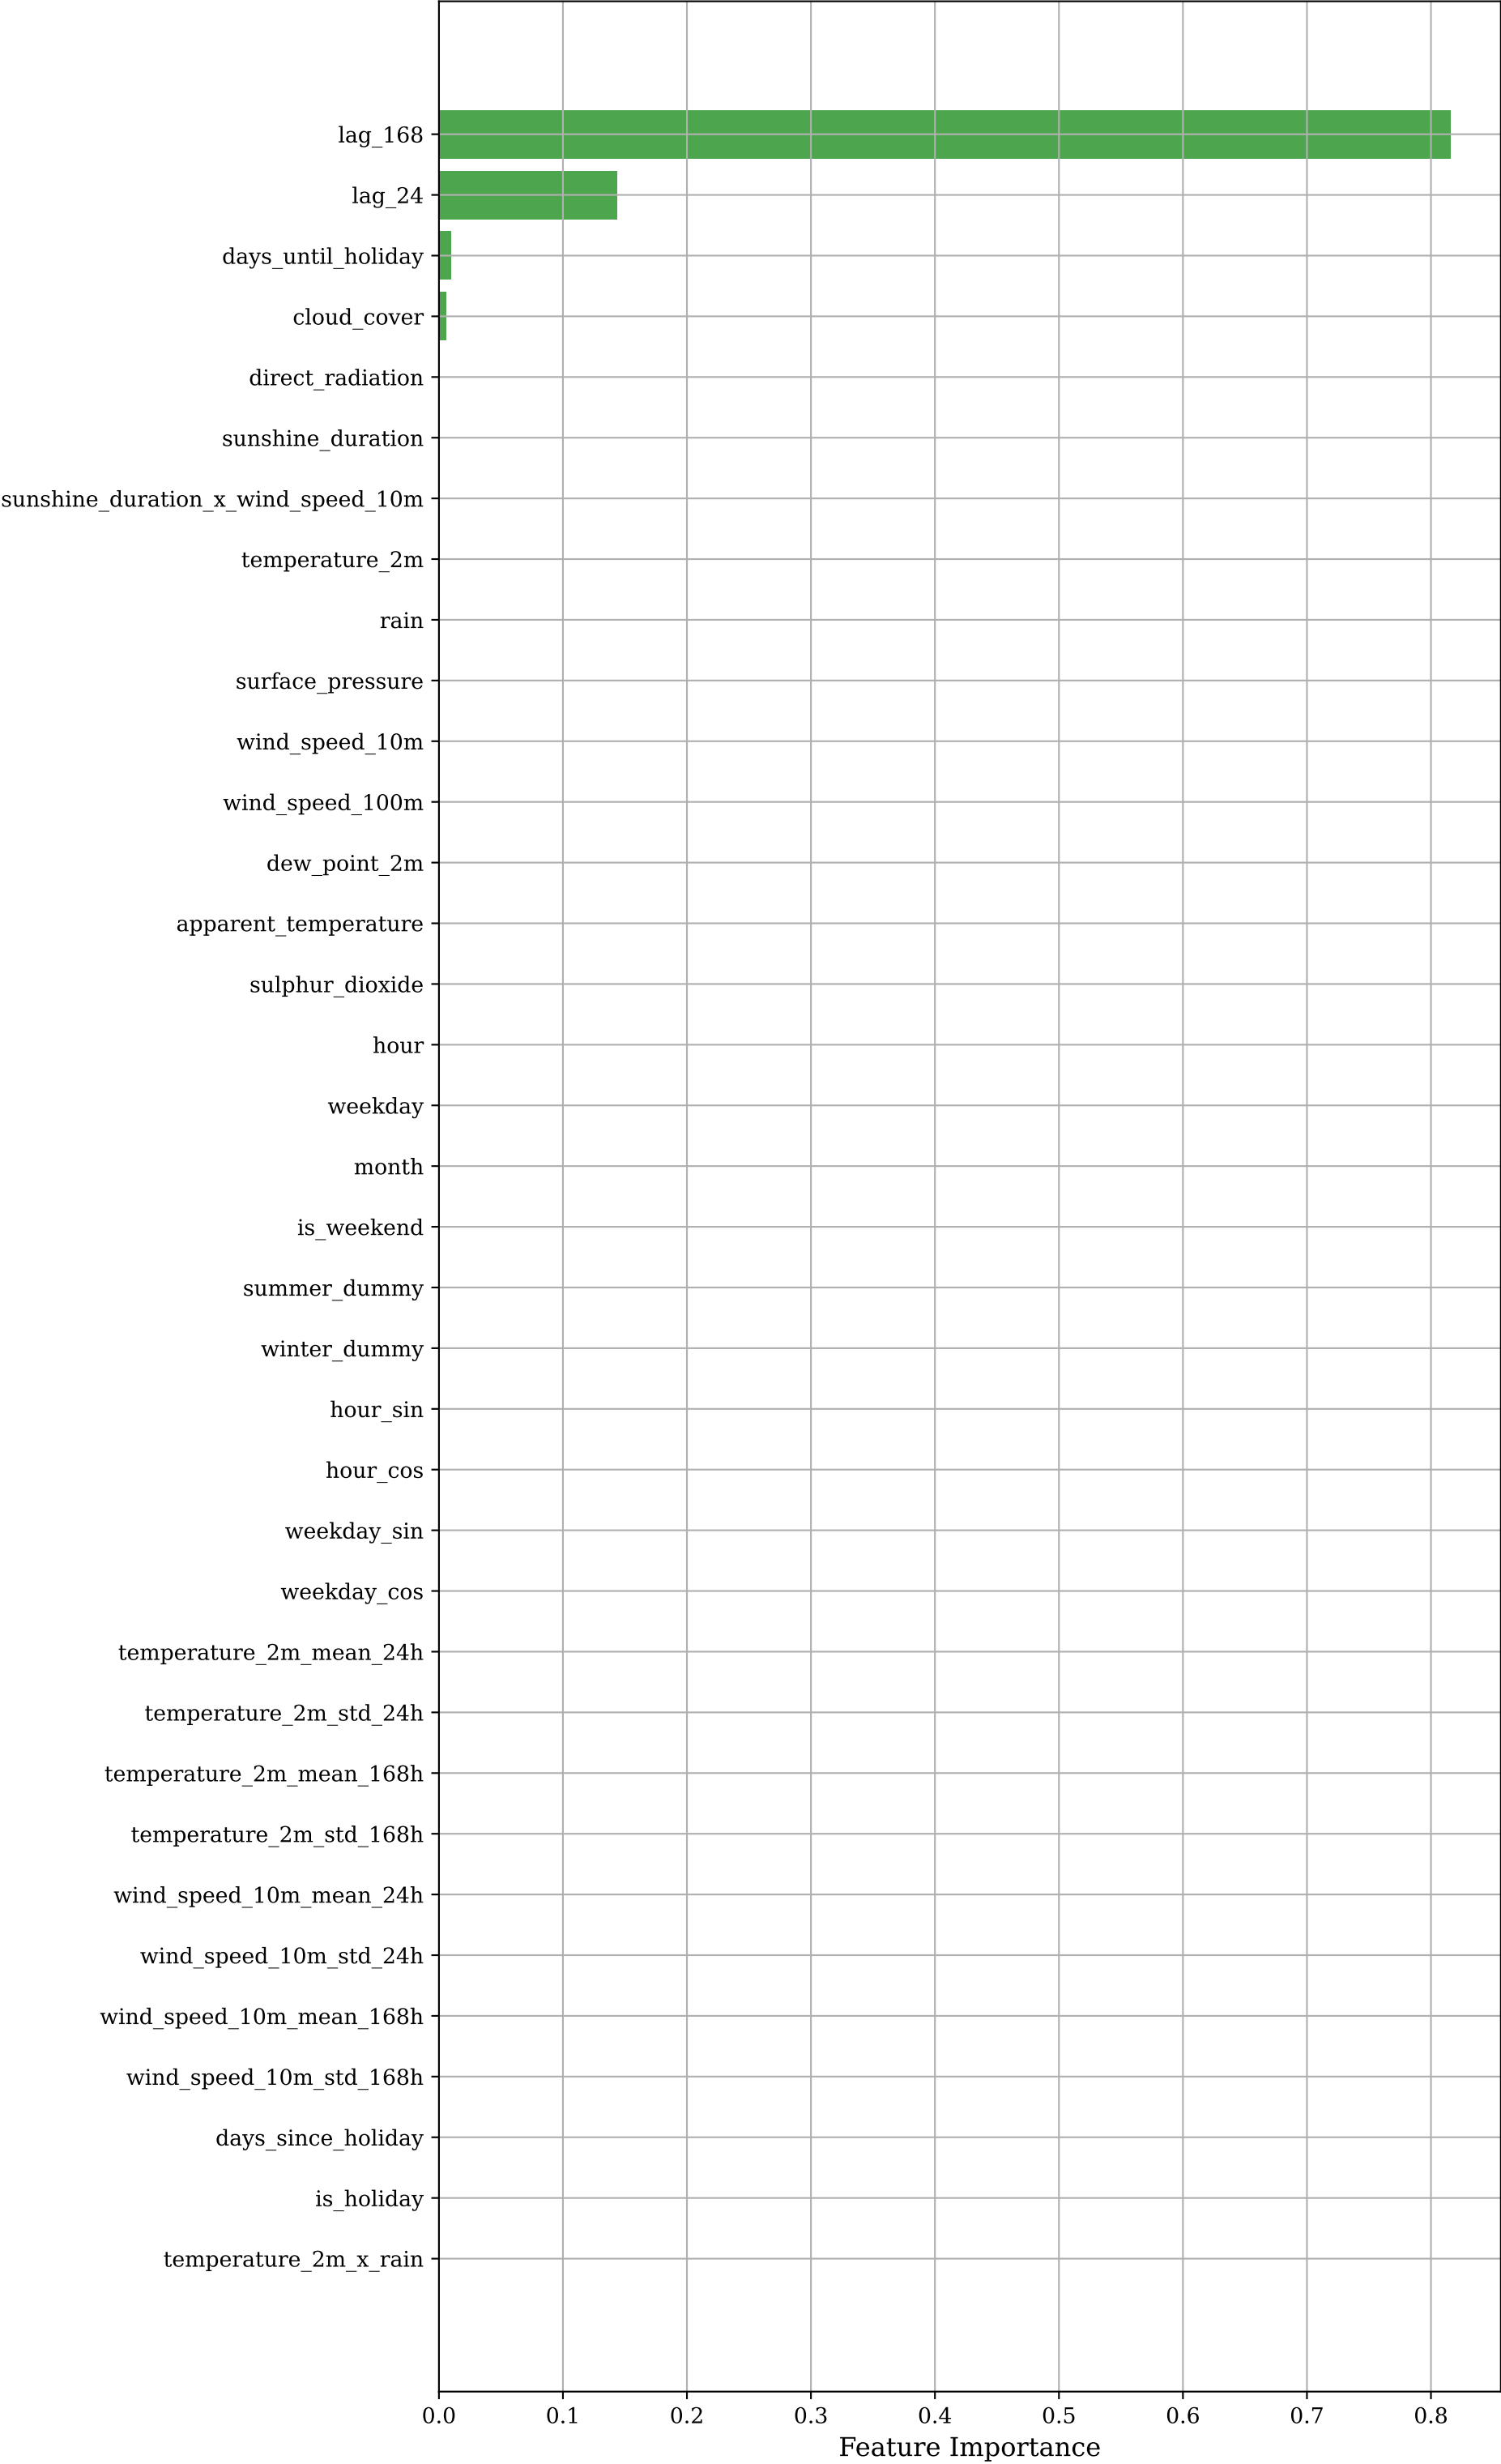 lag_168
lag_24
days_until_holiday
cloud_cover
direct_radiation
sunshine_duration
sunshine_duration_x_wind_speed_10m
temperature_2m
rain
surface_pressure
wind_speed_10m
wind_speed_100m
dew_point_2m
apparent_temperature
sulphur_dioxide
hour
weekday
month
is_weekend
summer_dummy
winter_dummy
hour_sin
hour_cos
weekday_sin
weekday_cos
temperature_2m_mean_24h
temperature_2m_std_24h
temperature_2m_mean_168h
temperature_2m_std_168h
wind_speed_10m_mean_24h
wind_speed_10m_std_24h
wind_speed_10m_mean_168h
wind_speed_10m_std_168h
days_since_holiday
is_holiday
temperature_2m_x_rain
0.0 0.1 0.2 0.3 0.4 0.5 0.6 0.7 0.8
Feature Importance